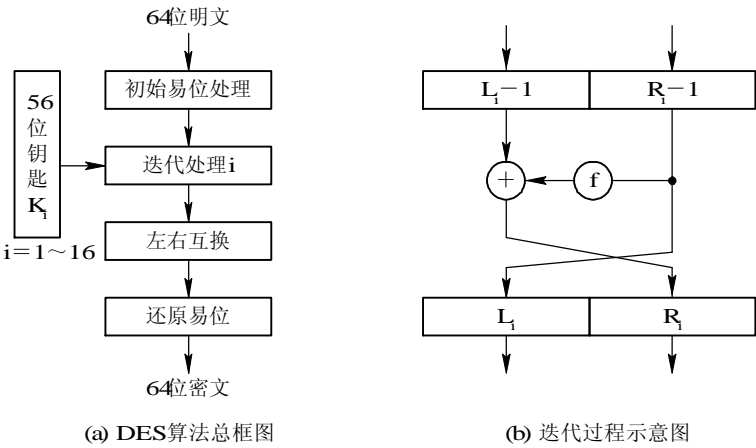 64位明文
初始易位处理
56
位
钥
匙
Ki
迭代处理i
i=1~16
左右互换
还原易位
64位密文
(a) DES算法总框图
Li-1
Ri-1
+
f
Li
Ri
(b) 迭代过程示意图